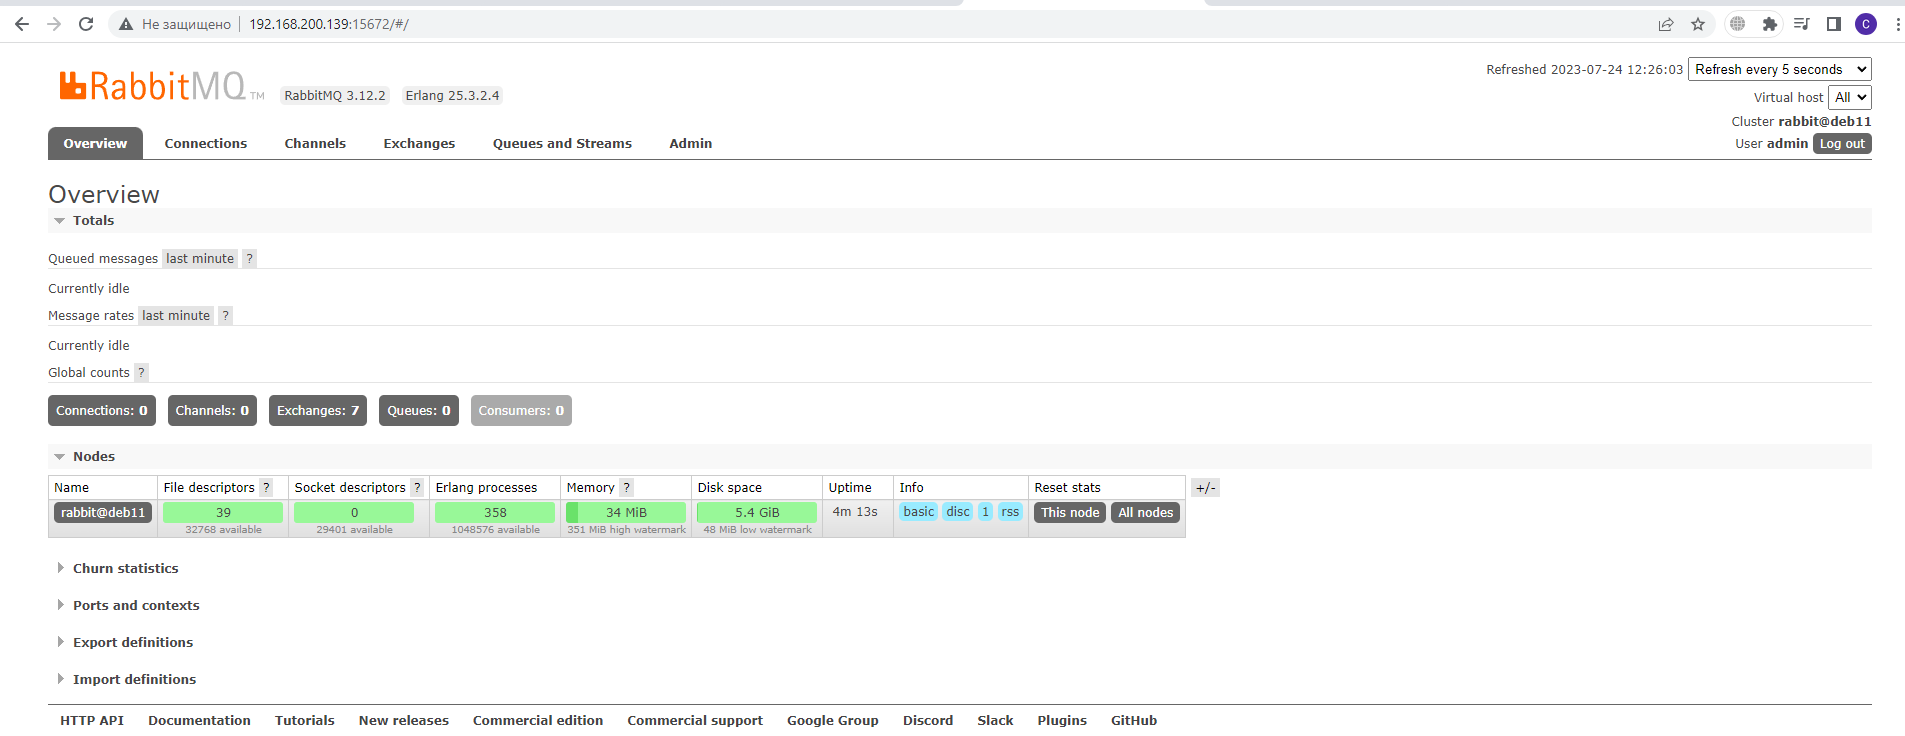 Не защищено 192.168.200.139:15672/#/
C
RabbitMQ TM RabbitMQ 3.12.2 Erlang 25.3.2.4
Refreshed 2023-07-24 12:26:03 Refresh every 5 seconds
Virtual host All
Cluster rabbit@deb11
User admin Log out
Overview Connections Channels Exchanges Queues and Streams Admin
Overview
Totals
Queued messages last minute ?
Currently idle
Message rates last minute ?
Currently idle
Global counts ?
Connections: 0 Channels: 0 Exchanges: 7 Queues: 0 Consumers: 0
Nodes
Name File descriptors ? Socket descriptors ? Erlang processes Memory ? Disk space Uptime Info Reset stats +/-
rabbit@deb11 39 0 358 34 MiB 5.4 GiB 4m 13s basic disc 1 rss This node All nodes
32768 available 29401 available 1048576 available 351 MiB high watermark 48 MiB low watermark
Churn statistics
Ports and contexts
Export definitions
Import definitions
HTTP API Documentation Tutorials New releases Commercial edition Commercial support Google Group Discord Slack Plugins GitHub